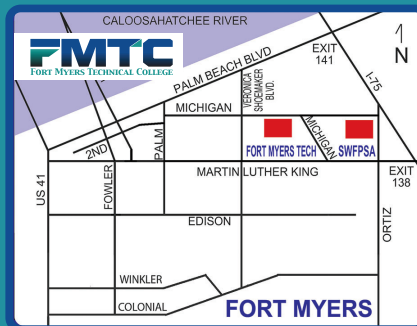 CALOOSAHATCHEE RIVER
FMTC
FORT MYERS TECHNICAL COLLEGE
PALM BEACH BLVD
EXIT
141
I-75
N
MICHIGAN
VERONICA
SHOEMAKER
BLVD.
2ND
PALM
FORT MYERS TECH
MICHIGAN
SWFPSA
US 41
FOWLER
MARTIN LUTHER KING
EXIT
138
EDISON
ORTIZ
WINKLER
COLONIAL
FORT MYERS